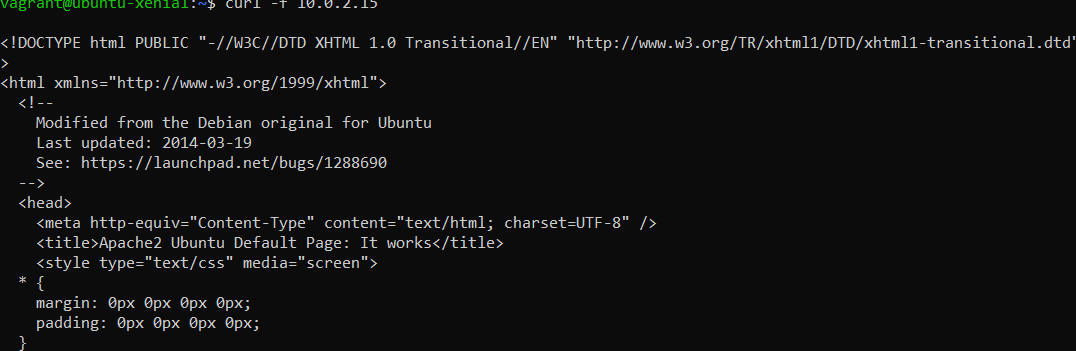 vagrant@ubuntu-xenial:~$ curl -f 10.0.2.15
<!DOCTYPE html PUBLIC "-//W3C//DTD XHTML 1.0 Transitional//EN" "http://www.w3.org/TR/xhtml1/DTD/xhtml1-transitional.dtd"
>
<html xmlns="http://www.w3.org/1999/xhtml">
  <!--
    Modified from the Debian original for Ubuntu
    Last updated: 2014-03-19
    See: https://launchpad.net/bugs/1288690
  -->
  <head>
    <meta http-equiv="Content-Type" content="text/html; charset=UTF-8" />
    <title>Apache2 Ubuntu Default Page: It works</title>
    <style type="text/css" media="screen">
  * {
    margin: 0px 0px 0px 0px;
    padding: 0px 0px 0px 0px;
  }